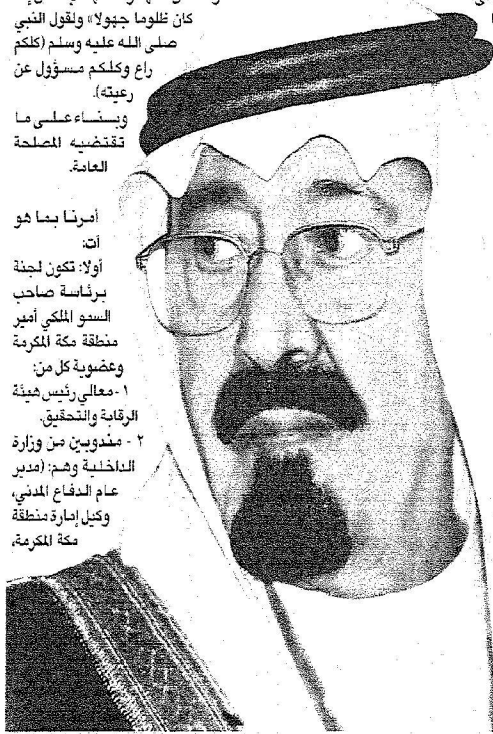 كان ظلوما جهولا» ولقول النبي
صلى الله عليه وسلم (كلكم
راع وكلكم مسؤول عن
رعيته).
وبنــاء علــى مـا
تقتضيه المصلحة
العامة.
أمرنا بما هو
آت:
أولا: تكون لجنة
برئاسة صاحب
السمو الملكي أمير
منطقة مكة المكرمة
وعضوية كل من:
١ - معالي رئيس هيئة
الرقابة والتحقيق.
٢ - مندوبين من وزارة
الداخلية وهم: (مدير
عام الدفاع المدني،
وكيل إمارة منطقة
مكة المكرمة،